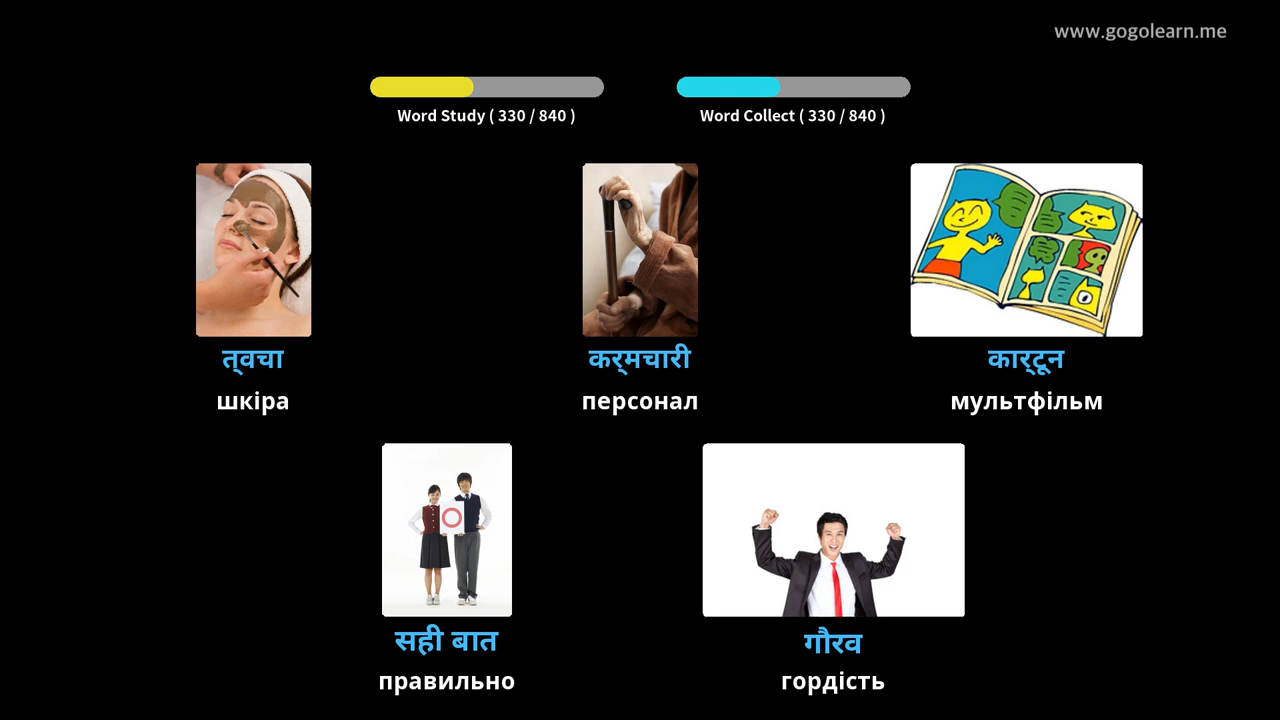 www.gogolearn.me
Word Study ( 330 / 840 )
Word Collect ( 330 / 840 )
त्वचा
шкіра
कर्मचारी
персонал
कार्टून
мультфільм
सही बात
правильно
गौरव
гордість